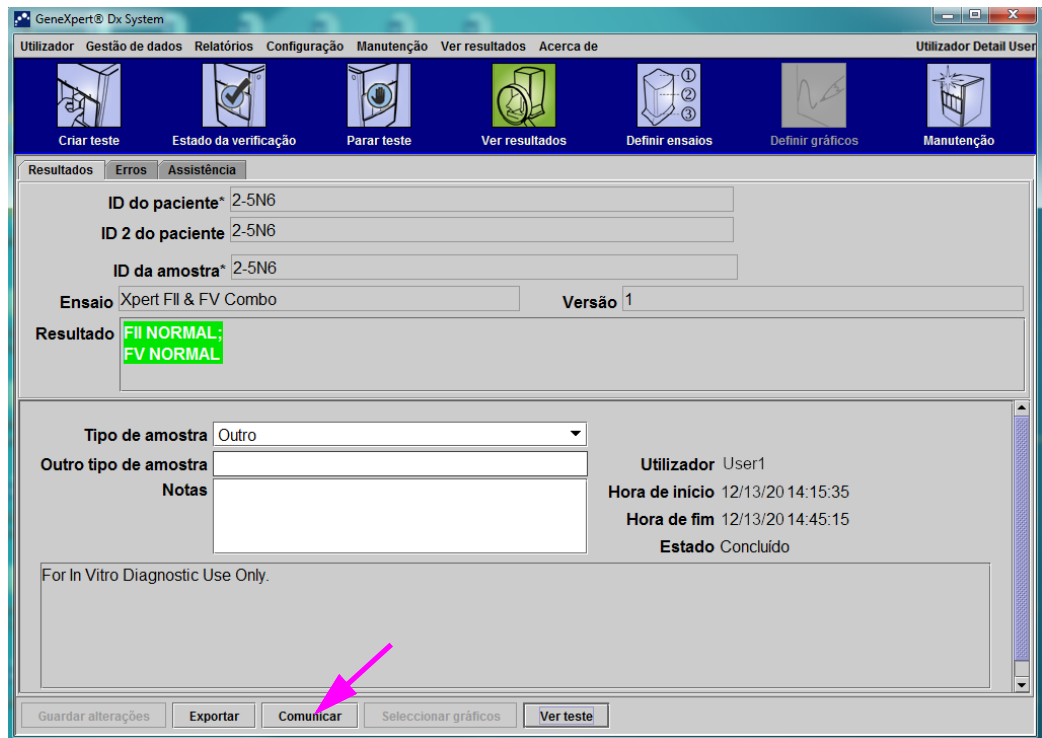 GeneXpert® Dx System
Utilizador Gestão de dados Relatórios Configuração Manutenção Ver resultados Acerca de Utilizador Detail User
Criar teste Estado da verificação Parar teste Ver resultados Definir ensaios Definir gráficos Manutenção
Resultados Erros Assistência
ID do paciente* 2-5N6
ID 2 do paciente 2-5N6
ID da amostra* 2-5N6
Ensaio Xpert FII & FV Combo Versão 1
Resultado FII NORMAL;
FV NORMAL
Tipo de amostra Outro
Outro tipo de amostra Utilizador User1
Notas Hora de início 12/13/20 14:15:35
Hora de fim 12/13/20 14:45:15
Estado Concluído
For In Vitro Diagnostic Use Only.
Guardar alterações Exportar Comunicar Seleccionar gráficos Ver teste